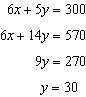 6x + 5y = 300
6x + 14y = 570
9y = 270
y = 30